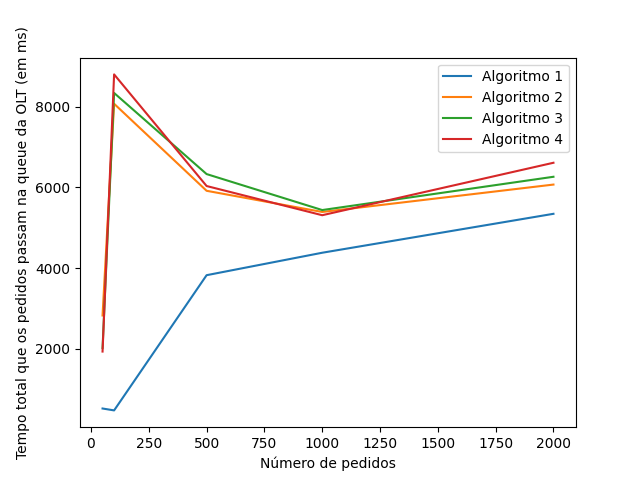 Tempo total que os pedidos passam na queue da OLT (em ms)
8000
6000
4000
2000
Algoritmo 1
Algoritmo 2
Algoritmo 3
Algoritmo 4
0 250 500 750 1000 1250 1500 1750 2000
Número de pedidos